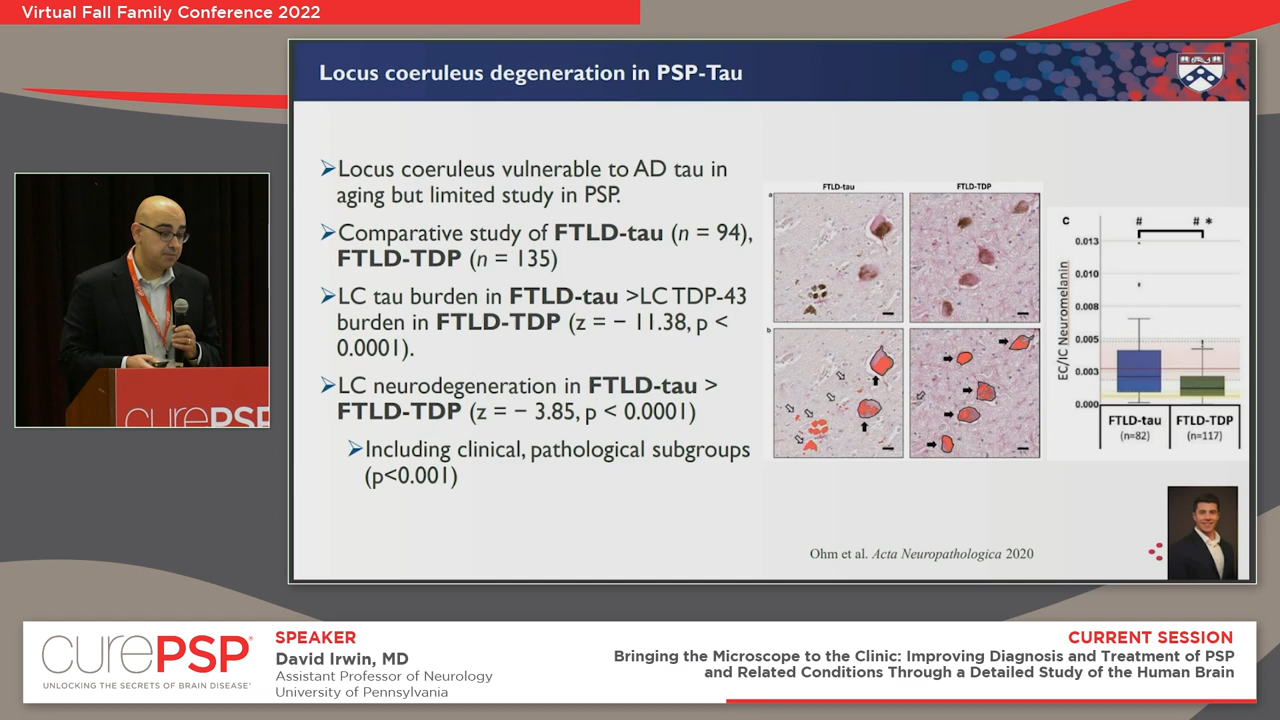 Virtual Fall Family Conference 2022
Locus coeruleus degeneration in PSP-Tau
➢Locus coeruleus vulnerable to AD tau in
aging but limited study in PSP.
➢Comparative study of FTLD-tau (n = 94),
FTLD-TDP (n = 135)
➢LC tau burden in FTLD-tau >LC TDP-43
burden in FTLD-TDP (z = − 11.38, p <
0.0001).
➢LC neurodegeneration in FTLD-tau >
FTLD-TDP (z = − 3.85, p < 0.0001)
➢Including clinical, pathological subgroups
(p<0.001)
FTLD-tau
FTLD-TDP
a
b
c
# # *
EC/IC Neuromelanin
0.013
0.010
0.008
0.005
0.003
0.000
FTLD-tau
(n=82)
FTLD-TDP
(n=117)
Ohm et al. Acta Neuropathologica 2020
curePSP
curePSP®
UNLOCKING THE SECRETS OF BRAIN DISEASE®
SPEAKER
David Irwin, MD
Assistant Professor of Neurology
University of Pennsylvania
CURRENT SESSION
Bringing the Microscope to the Clinic: Improving Diagnosis and Treatment of PSP
and Related Conditions Through a Detailed Study of the Human Brain